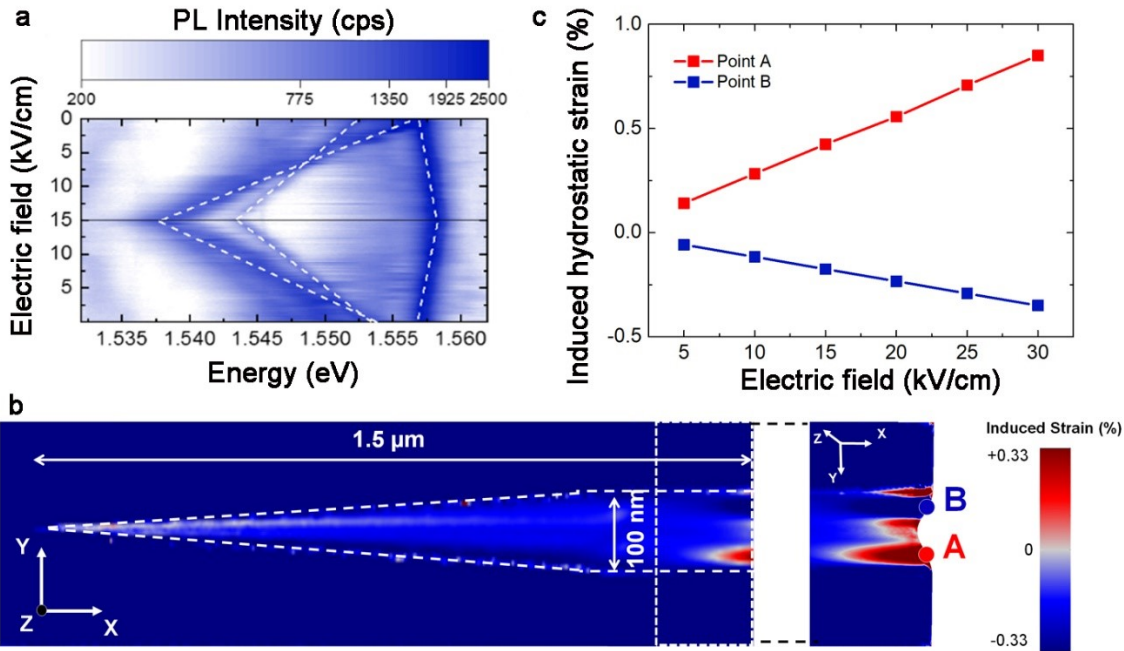 a
PL Intensity (cps)
200 775 1350 1925 2500
Electric field (kV/cm)
0
5
10
15
10
5
1.535 1.540 1.545 1.550 1.555 1.560
Energy (eV)
c
Induced hydrostatic strain (%)
1.0
0.5
0.0
-0.5
Point A
Point B
5 10 15 20 25 30
Electric field (kV/cm)
b
1.5 µm
100 nm
Y
Z X
Z X
Y
B
A
Induced Strain (%)
+0.33
0
-0.33